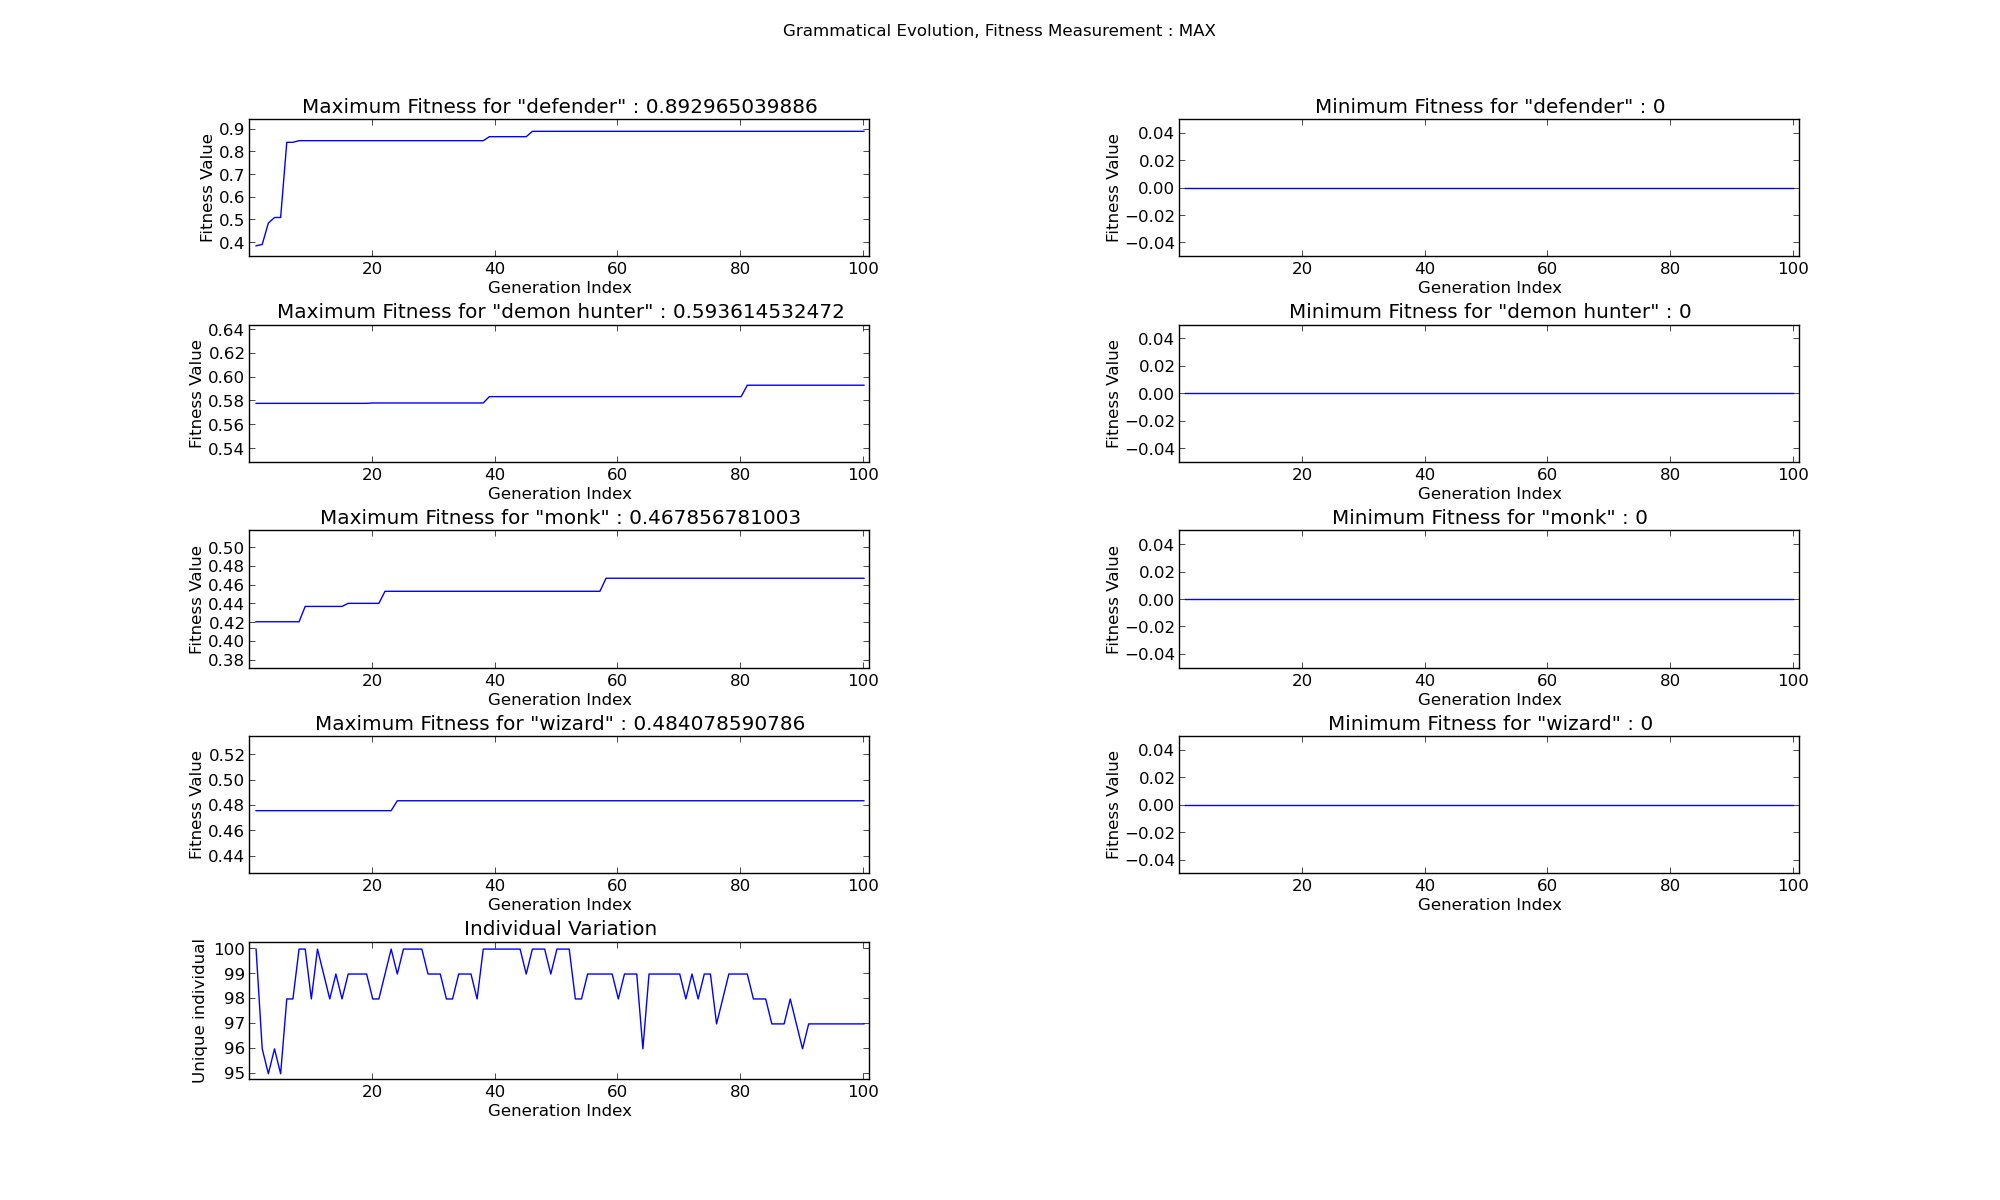 Grammatical Evolution, Fitness Measurement : MAX
Maximum Fitness for "defender" : 0.892965039886
Fitness Value
0.9
0.8
0.7
0.6
0.5
0.4
20 40 60 80 100
Generation Index
Minimum Fitness for "defender" : 0
Fitness Value
0.04
0.02
0.00
−0.02
−0.04
20 40 60 80 100
Generation Index
Maximum Fitness for "demon hunter" : 0.593614532472
Fitness Value
0.64
0.62
0.60
0.58
0.56
0.54
20 40 60 80 100
Generation Index
Minimum Fitness for "demon hunter" : 0
Fitness Value
0.04
0.02
0.00
−0.02
−0.04
20 40 60 80 100
Generation Index
Maximum Fitness for "monk" : 0.467856781003
Fitness Value
0.50
0.48
0.46
0.44
0.42
0.40
0.38
20 40 60 80 100
Generation Index
Minimum Fitness for "monk" : 0
Fitness Value
0.04
0.02
0.00
−0.02
−0.04
20 40 60 80 100
Generation Index
Maximum Fitness for "wizard" : 0.484078590786
Fitness Value
0.52
0.50
0.48
0.46
0.44
20 40 60 80 100
Generation Index
Minimum Fitness for "wizard" : 0
Fitness Value
0.04
0.02
0.00
−0.02
−0.04
20 40 60 80 100
Generation Index
Individual Variation
Unique individual
100
99
98
97
96
95
20 40 60 80 100
Generation Index